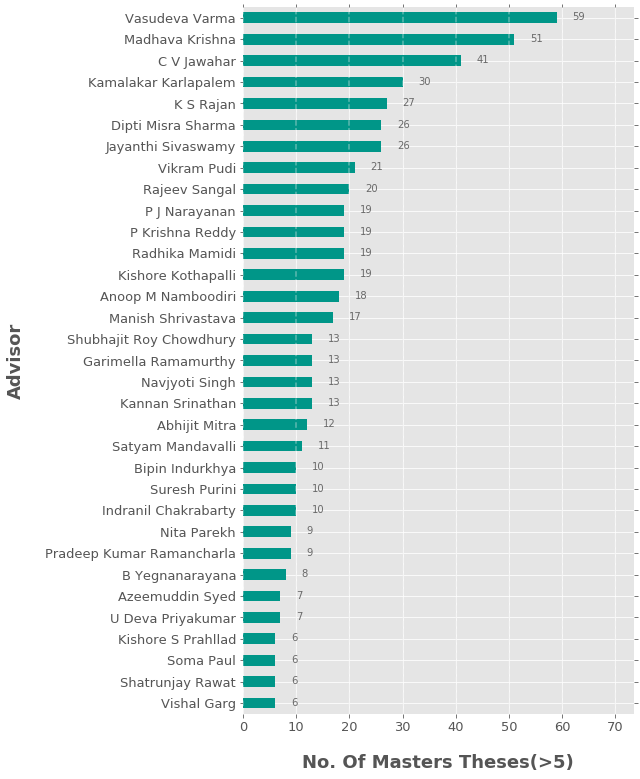 Vasudeva Varma 59
Madhava Krishna 51
C V Jawahar 41
Kamalakar Karlapalem 30
K S Rajan 27
Dipti Misra Sharma 26
Jayanthi Sivaswamy 26
Vikram Pudi 21
Rajeev Sangal 20
P J Narayanan 19
P Krishna Reddy 19
Radhika Mamidi 19
Kishore Kothapalli 19
Anoop M Namboodiri 18
Manish Shrivastava 17
Shubhajit Roy Chowdhury 13
Garimella Ramamurthy 13
Navjyoti Singh 13
Kannan Srinathan 13
Abhijit Mitra 12
Satyam Mandavalli 11
Bipin Indurkhya 10
Suresh Purini 10
Indranil Chakrabarty 10
Nita Parekh 9
Pradeep Kumar Ramancharla 9
B Yegnanarayana 8
Azeemuddin Syed 7
U Deva Priyakumar 7
Kishore S Prahllad 6
Soma Paul 6
Shatrunjay Rawat 6
Vishal Garg 6
0 10 20 30 40 50 60 70
No. Of Masters Theses(>5)
Advisor